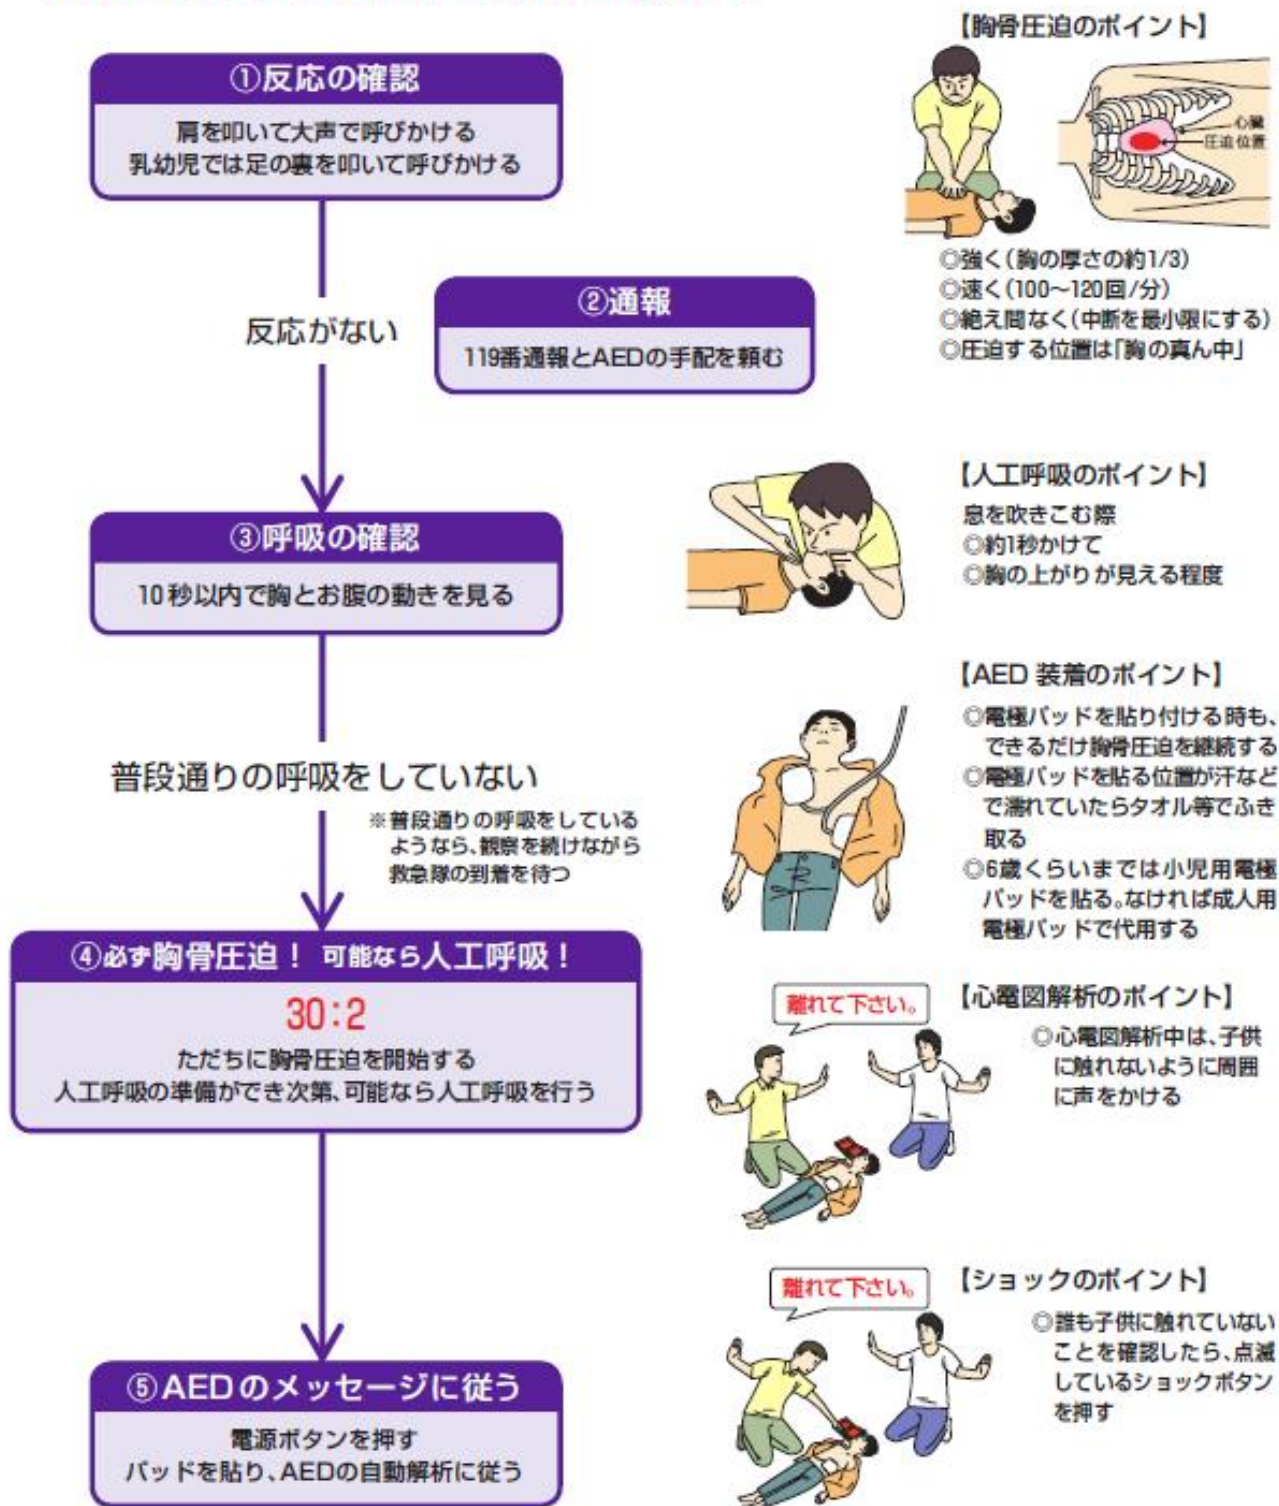 ①反応の確認
肩を叩いて大声で呼びかける
乳幼児では足の裏を叩いて呼びかける
反応がない
②通報
119番通報とAEDの手配を頼む
③呼吸の確認
10秒以内で胸とお腹の動きを見る
普段通りの呼吸をしていない
※普段通りの呼吸をしている
ようなら、観察を続けながら
救急隊の到着を待つ
④必ず胸骨圧迫！ 可能なら人工呼吸！
30：2
ただちに胸骨圧迫を開始する
人工呼吸の準備ができ次第、可能なら人工呼吸を行う
⑤AEDのメッセージに従う
電源ボタンを押す
パッドを貼り、AEDの自動解析に従う
【胸骨圧迫のポイント】
心臓
圧迫位置
◎強く（胸の厚さの約1/3）
◎速く（100～120回/分）
◎絶え間なく（中断を最小限にする）
◎圧迫する位置は「胸の真ん中」
【人工呼吸のポイント】
息を吹きこむ際
◎約1秒かけて
◎胸の上がりが見える程度
【AED 装着のポイント】
◎電極パッドを貼り付ける時も、
できるだけ胸骨圧迫を継続する
◎電極パッドを貼る位置が汗など
で濡れていたらタオル等でふき
取る
◎6歳くらいまでは小児用電極
パッドを貼る。なければ成人用
電極パッドで代用する
離れて下さい。
【心電図解析のポイント】
◎心電図解析中は、子供
に触れないように周囲
に声をかける
離れて下さい。
【ショックのポイント】
◎誰も子供に触れていない
ことを確認したら、点滅
しているショックボタン
を押す